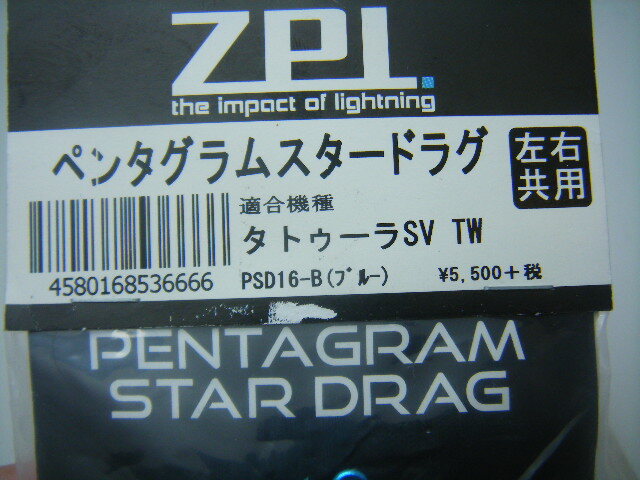 ZPI.
the impact of lightning
ペンタグラムスタードラグ
左右
共用
適合機種
タトゥーラSV TW
4580168536666
PSD16-B(ブルー)
¥5,500+税
PENTAGRAM
STAR DRAG